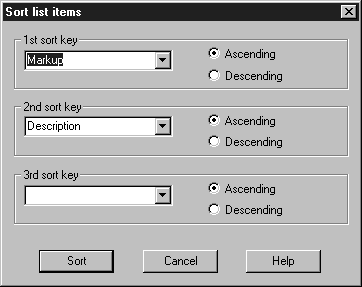 Sort list items
1st sort key
Markup
Ascending
Descending
2nd sort key
Description
Ascending
Descending
3rd sort key
Ascending
Descending
Sort Cancel Help